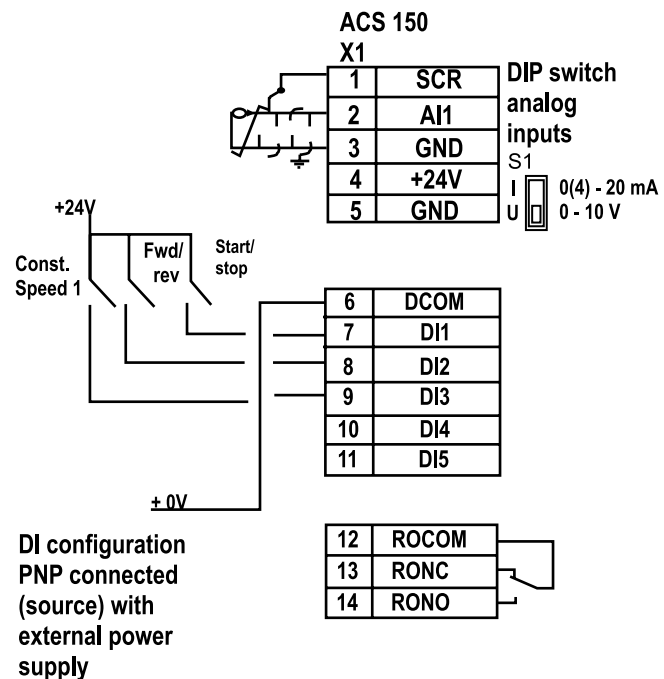 ACS 150
X1
1 SCR
2 AI1
3 GND
4 +24V
5 GND
DIP switch
analog
inputs
S1
I 0(4) - 20 mA
U 0 - 10 V
+24V
Const.
Speed 1
Fwd/
rev
Start/
stop
6 DCOM
7 DI1
8 DI2
9 DI3
10 DI4
11 DI5
+ 0V
DI configuration
PNP connected
(source) with
external power
supply
12 ROCOM
13 RONC
14 RONO